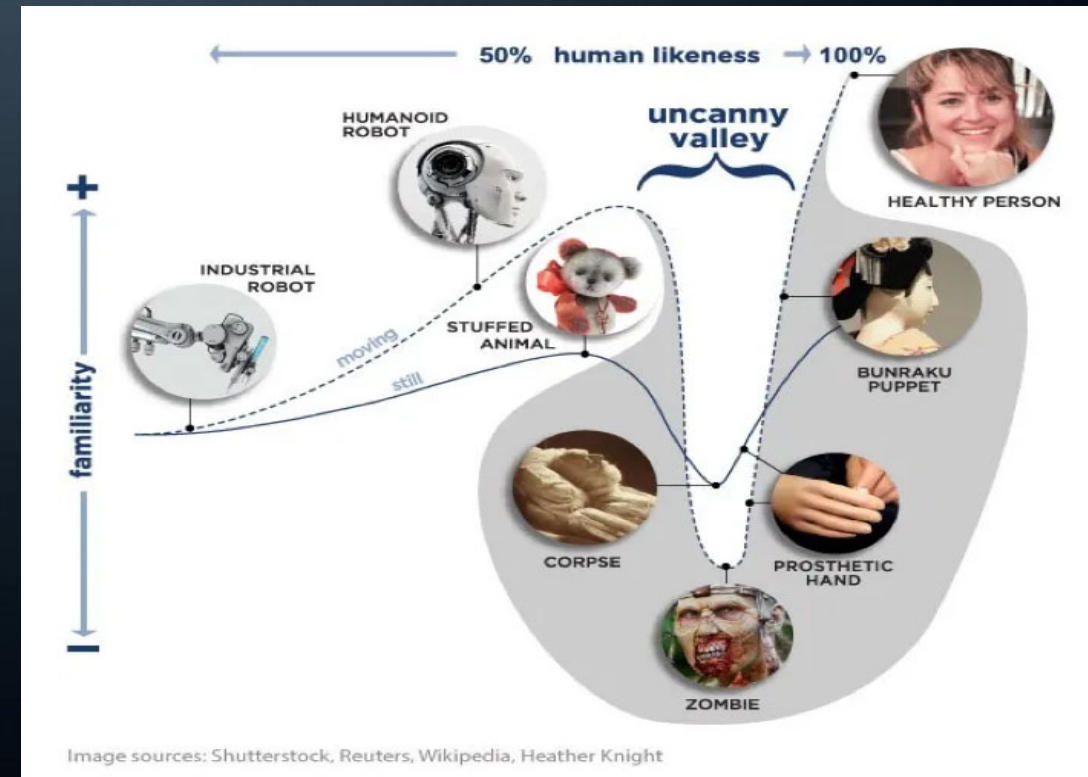 50% human likeness 100%
uncanny
valley
HUMANOID
ROBOT
HEALTHY PERSON
+
INDUSTRIAL
ROBOT
moving
still
STUFFED
ANIMAL
familiarity
BUNRAKU
PUPPET
CORPSE
PROSTHETIC
HAND
ZOMBIE
Image sources: Shutterstock, Reuters, Wikipedia, Heather Knight